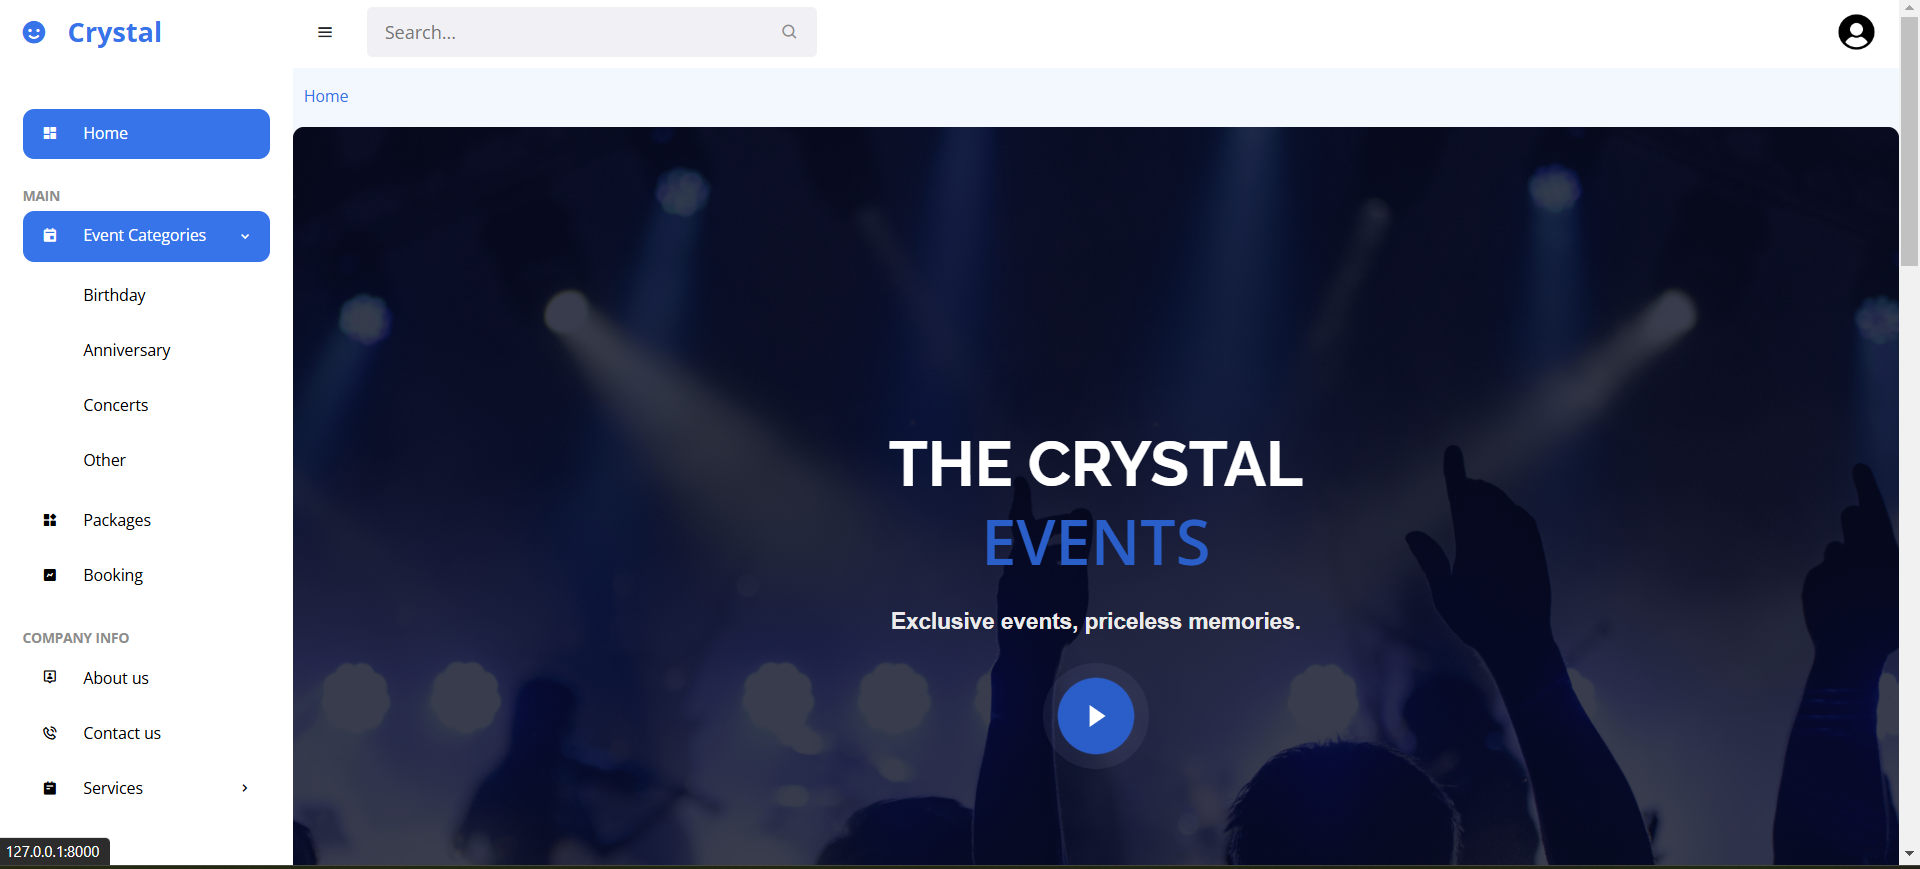 Crystal
Search...
Home
Home
MAIN
Event Categories
Birthday
Anniversary
Concerts
Other
Packages
Booking
COMPANY INFO
About us
Contact us
Services
THE CRYSTAL
EVENTS
Exclusive events, priceless memories.
127.0.0.1:8000